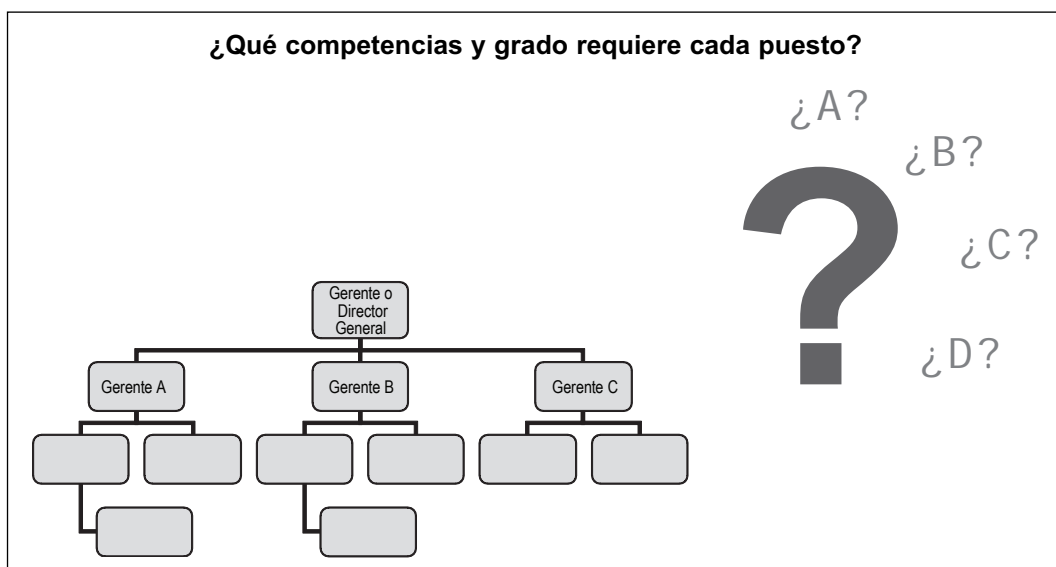 ¿Qué competencias y grado requiere cada puesto?
¿A?
¿B?
¿C?
¿D?
Gerente o
Director
General
Gerente A
Gerente B
Gerente C
?